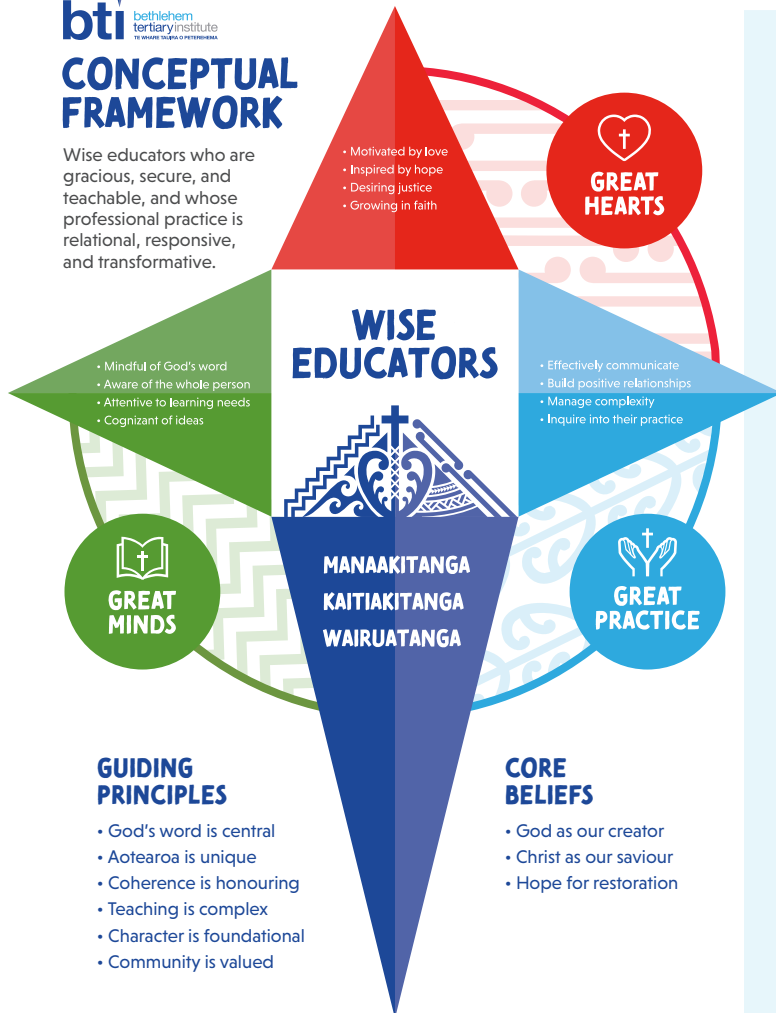 bti bethlehem
tertiaryinstitute
TE WHARE TAUIRA O PETEREHEMA
CONCEPTUAL
FRAMEWORK
Wise educators who are
gracious, secure, and
teachable, and whose
professional practice is
relational, responsive,
and transformative.
• Motivated by love
• Inspired by hope
• Desiring justice
• Growing in faith
GREAT
HEARTS
WISE
EDUCATORS
• Mindful of God's word
• Aware of the whole person
• Attentive to learning needs
• Cognizant of ideas
• Effectively communicate
• Build positive relationships
• Manage complexity
• Inquire into their practice
GREAT
MINDS
MANAAKITANGA
KAITIAKITANGA
WAIRUATANGA
GREAT
PRACTICE
GUIDING
PRINCIPLES
• God's word is central
• Aotearoa is unique
• Coherence is honouring
• Teaching is complex
• Character is foundational
• Community is valued
CORE
BELIEFS
• God as our creator
• Christ as our saviour
• Hope for restoration